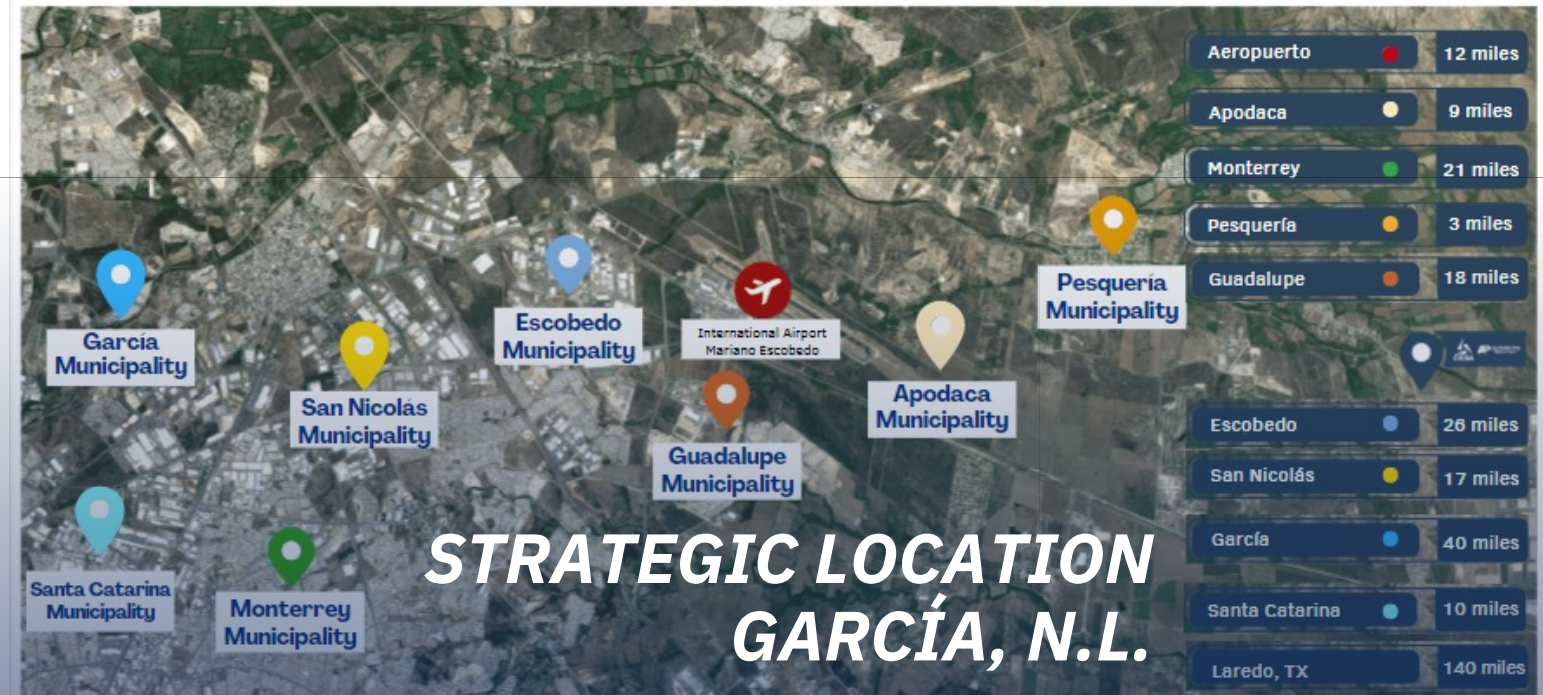 Aeropuerto 12 miles
Apodaca 9 miles
Monterrey 21 miles
Pesquería 3 miles
Guadalupe 18 miles
Escobedo 26 miles
San Nicolás 17 miles
García 40 miles
Santa Catarina 10 miles
Laredo, TX 140 miles
García
Municipality
San Nicolás
Municipality
Escobedo
Municipality
International Airport
Mariano Escobedo
Guadalupe
Municipality
Apodaca
Municipality
Pesquería
Municipality
Santa Catarina
Municipality
Monterrey
Municipality
STRATEGIC LOCATION
GARCÍA, N.L.